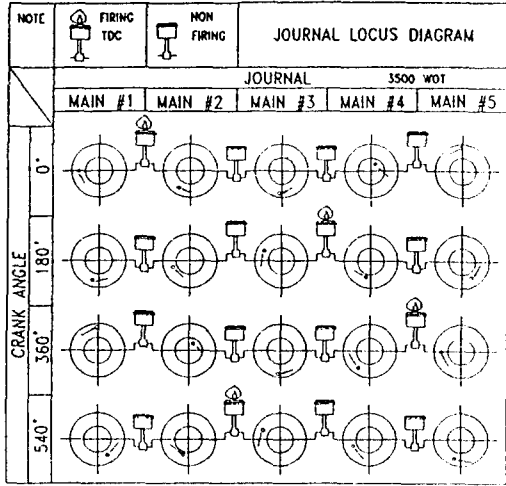 NOTE
FIRING
TDC
NON
FIRING
JOURNAL LOCUS DIAGRAM
JOURNAL 3500 WOT
MAIN #1 MAIN #2 MAIN #3 MAIN #4 MAIN #5
CRANK ANGLE
0°
180°
360°
540°